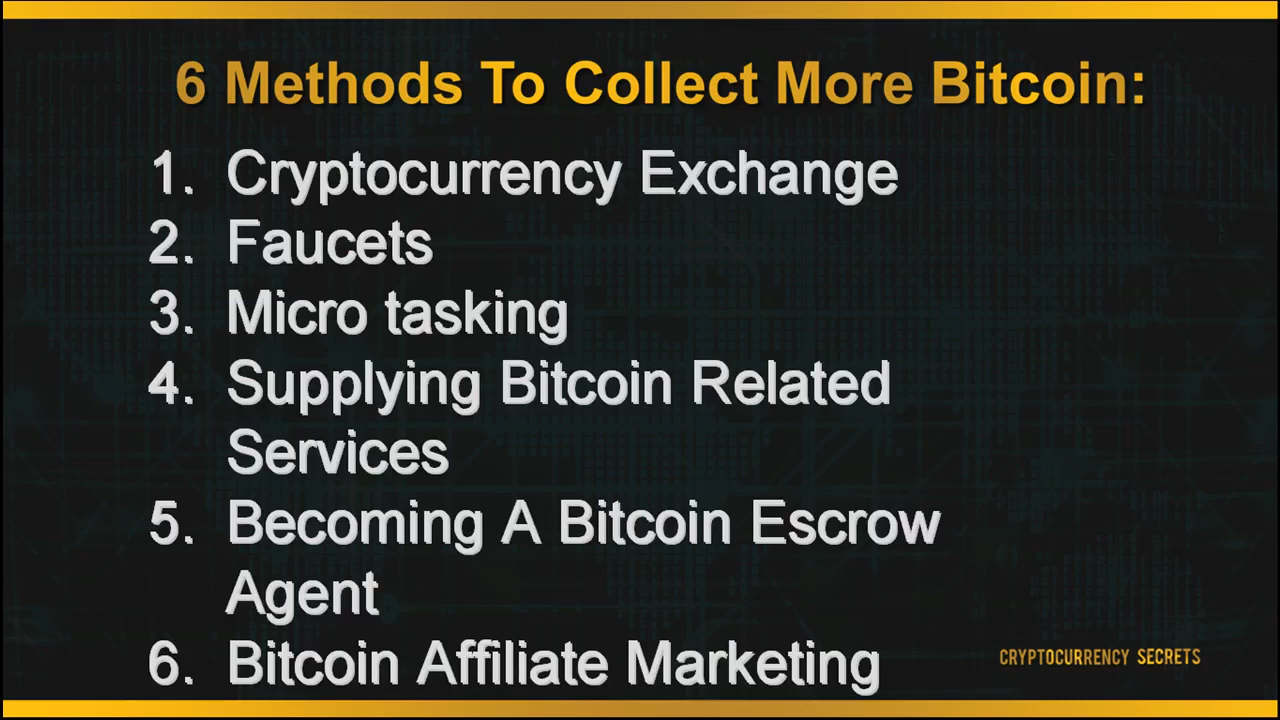 6 Methods To Collect More Bitcoin:
1. Cryptocurrency Exchange
2. Faucets
3. Micro tasking
4. Supplying Bitcoin Related
Services
5. Becoming A Bitcoin Escrow
Agent
6. Bitcoin Affiliate Marketing
CRYPTOCURRENCY SECRETS